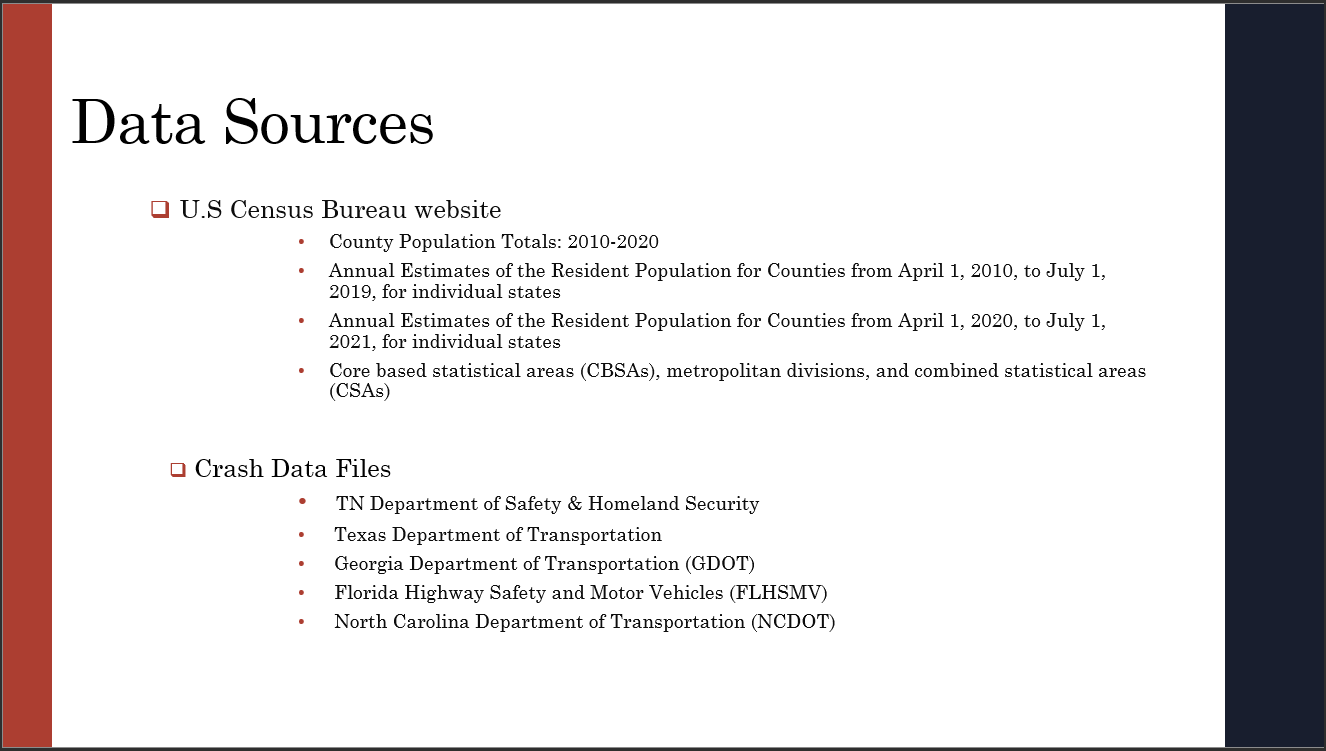 Data Sources
U.S Census Bureau website
County Population Totals: 2010-2020
Annual Estimates of the Resident Population for Counties from April 1, 2010, to July 1,
2019, for individual states
Annual Estimates of the Resident Population for Counties from April 1, 2020, to July 1,
2021, for individual states
Core based statistical areas (CBSAs), metropolitan divisions, and combined statistical areas
(CSAs)
Crash Data Files
TN Department of Safety & Homeland Security
Texas Department of Transportation
Georgia Department of Transportation (GDOT)
Florida Highway Safety and Motor Vehicles (FLHSMV)
North Carolina Department of Transportation (NCDOT)